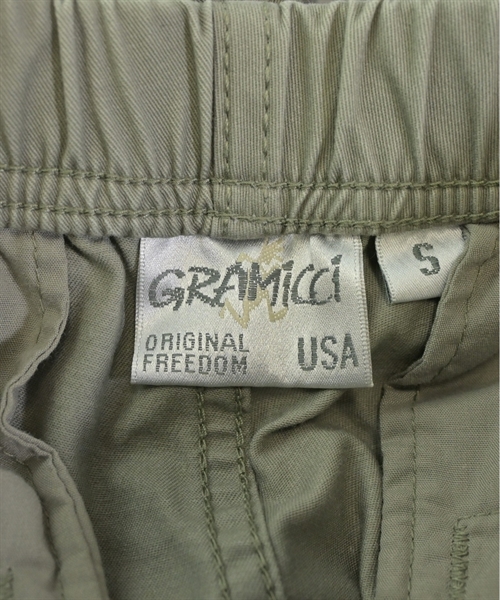 GRAMiCCi
S
ORIGINAL
FREEDOM
USA